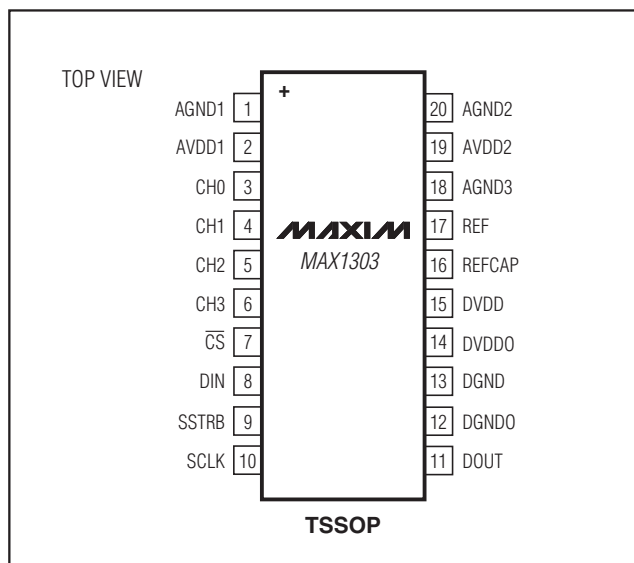 TOP VIEW
+
AGND1 1
AVDD1 2
CH0 3
CH1 4
CH2 5
CH3 6
CS 7
DIN 8
SSTRB 9
SCLK 10
MAXIM
MAX1303
20 AGND2
19 AVDD2
18 AGND3
17 REF
16 REFCAP
15 DVDD
14 DVDDO
13 DGND
12 DGNDO
11 DOUT
TSSOP